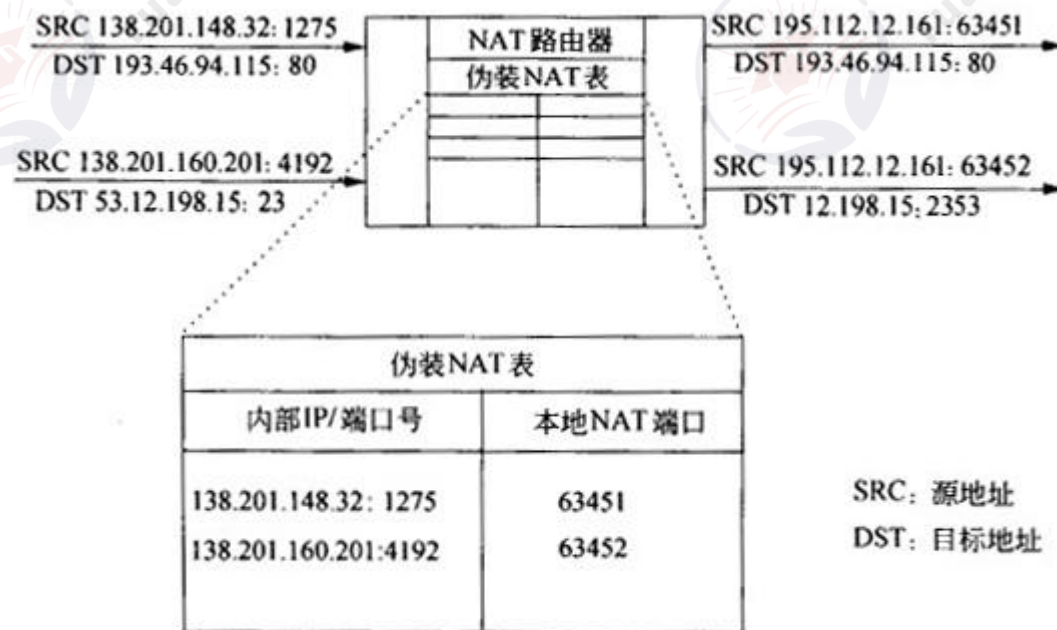 SRC 138.201.148.32: 1275
DST 193.46.94.115: 80
SRC 138.201.160.201: 4192
DST 53.12.198.15: 23
NAT路由器
伪装NAT表
SRC 195.112.12.161: 63451
DST 193.46.94.115: 80
SRC 195.112.12.161: 63452
DST 12.198.15: 2353
伪装NAT表
内部IP/端口号
本地NAT端口
138.201.148.32: 1275
63451
138.201.160.201:4192
63452
SRC: 源地址
DST: 目标地址